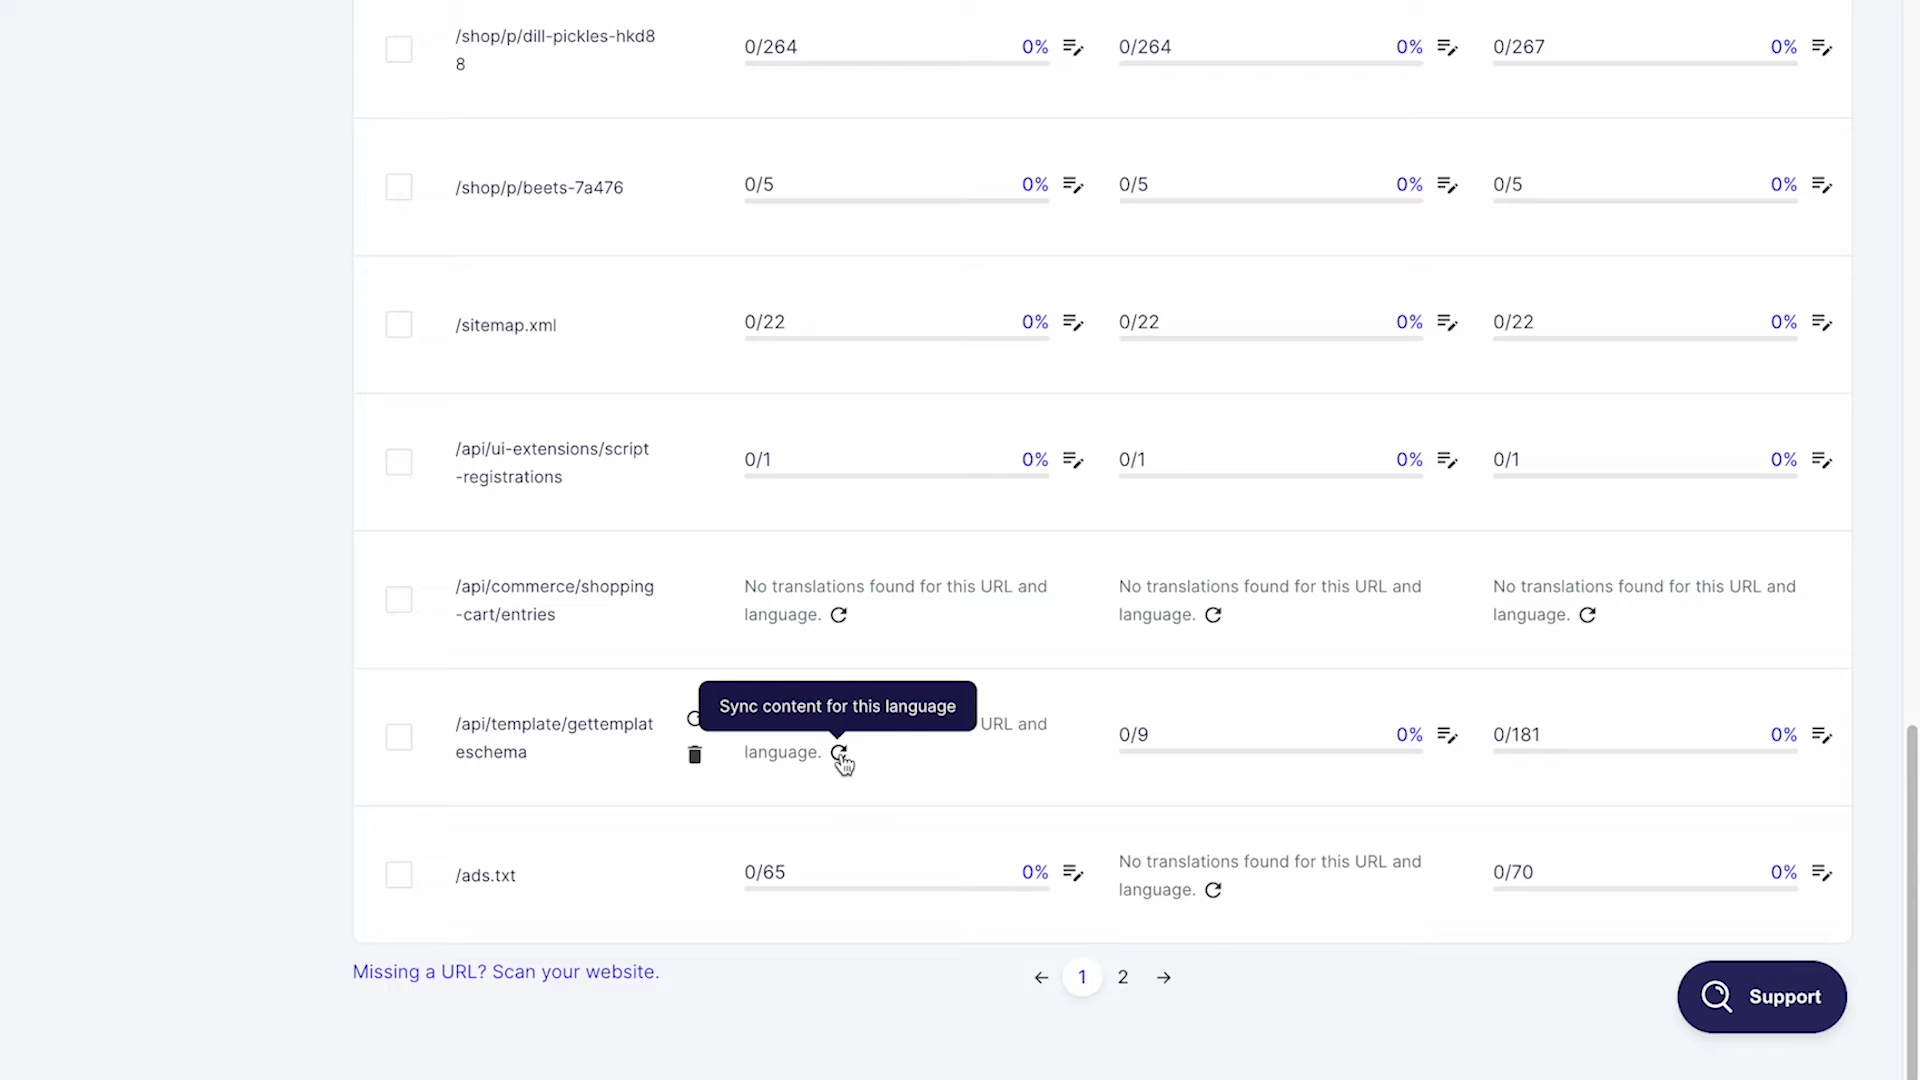 /shop/p/dill-pickles-hkd8
8
0/264 0% 0/264 0% 0/267 0%
/shop/p/beets-7a476 0/5 0% 0/5 0% 0/5 0%
/sitemap.xml 0/22 0% 0/22 0% 0/22 0%
/api/ui-extensions/script
-registrations
0/1 0% 0/1 0% 0/1 0%
/api/commerce/shopping
-cart/entries
No translations found for this URL and
language.
No translations found for this URL and
language.
No translations found for this URL and
language.
/api/template/gettemplat
eschema
Sync content for this language
URL and
language.
0/9 0% 0/181 0%
/ads.txt 0/65 0%
No translations found for this URL and
language.
0/70 0%
Missing a URL? Scan your website.
1 2
Support